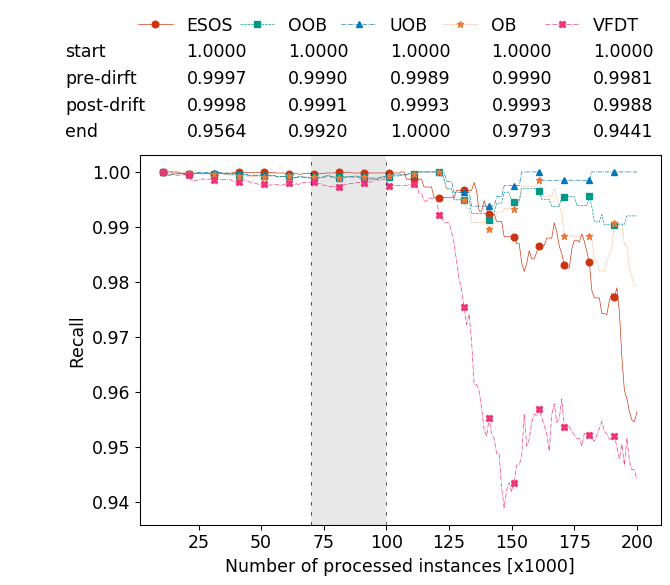 ESOS OOB UOB OB VFDT
start 1.0000 1.0000 1.0000 1.0000 1.0000
pre-dirft 0.9997 0.9990 0.9989 0.9990 0.9981
post-drift 0.9998 0.9991 0.9993 0.9993 0.9988
end 0.9564 0.9920 1.0000 0.9793 0.9441
1.00
0.99
0.98
0.97
0.96
0.95
0.94
Recall
25 50 75 100 125 150 175 200
Number of processed instances [x1000]